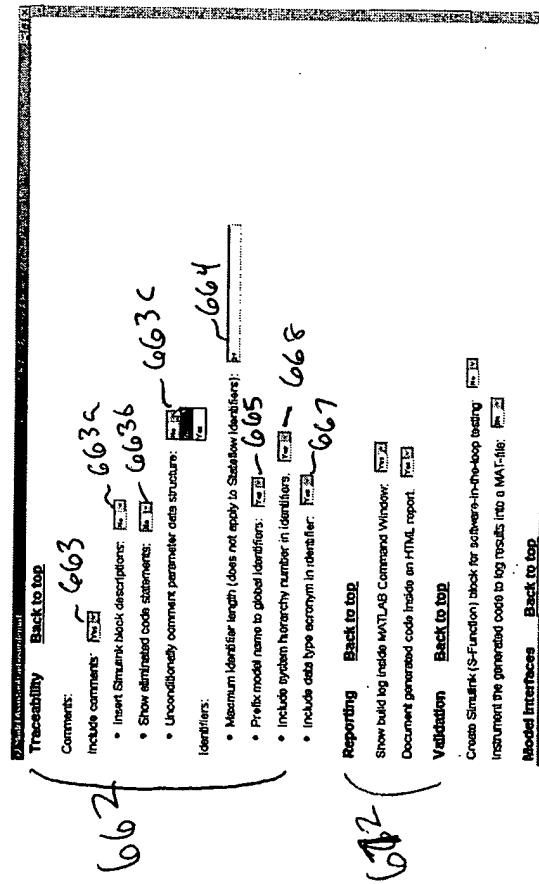 Traceability Back to top
Comments:
Include comments: Yes 663
• Insert Simulink block descriptions: No 663a
• Show eliminated code statements: No 663b
• Unconditionally comment parameter data structure: No 663c
Yes
Identifiers:
• Maximum identifier length (does not apply to Stateflow identifiers): 664
• Prefix model name to global identifiers: Yes 665
• Include system hierarchy number in identifiers. Yes 668
• Include data type acronym in identifier: Yes 667
662
Reporting Back to top
Show build log inside MATLAB Command Window: Yes
Document generated code inside an HTML report. Yes
672
Validation Back to top
Create Simulink (S-Function) block for software-in-the-loop testing: No
Instrument the generated code to log results into a MAT-file: No
Model Interfaces Back to top